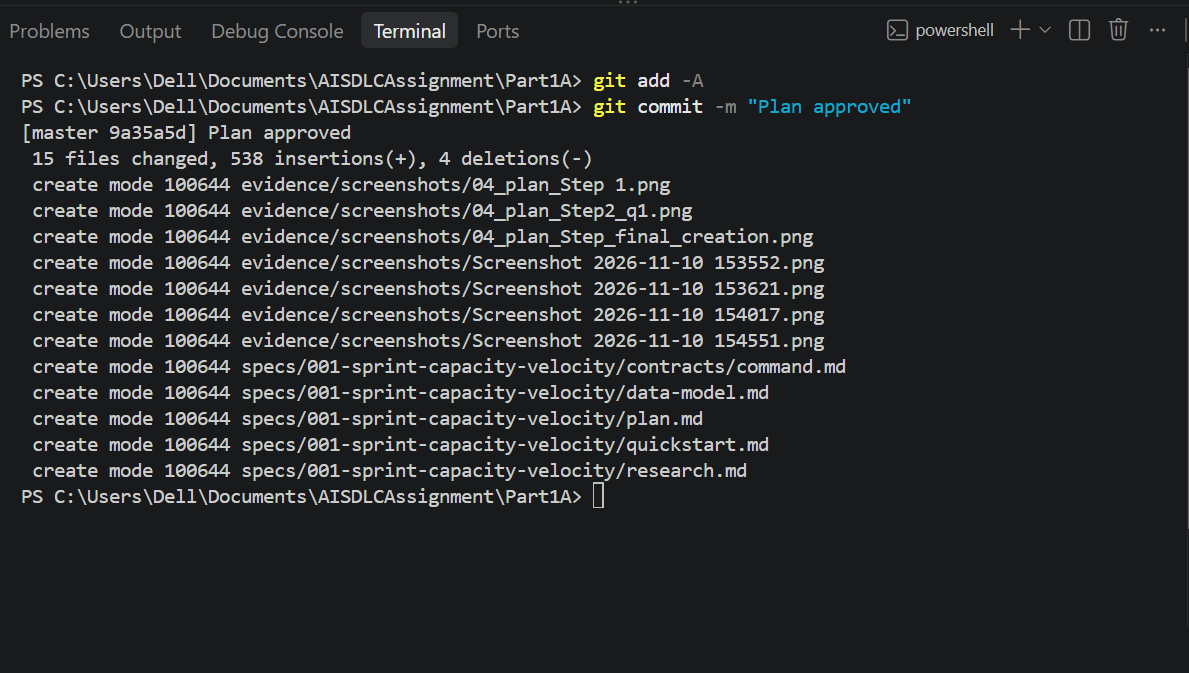 Problems Output Debug Console Terminal Ports powershell
PS C:\Users\Dell\Documents\AISDLCAssignment\Part1A> git add -A
PS C:\Users\Dell\Documents\AISDLCAssignment\Part1A> git commit -m "Plan approved"
[master 9a35a5d] Plan approved
 15 files changed, 538 insertions(+), 4 deletions(-)
 create mode 100644 evidence/screenshots/04_plan_Step 1.png
 create mode 100644 evidence/screenshots/04_plan_Step2_q1.png
 create mode 100644 evidence/screenshots/04_plan_Step_final_creation.png
 create mode 100644 evidence/screenshots/Screenshot 2026-11-10 153552.png
 create mode 100644 evidence/screenshots/Screenshot 2026-11-10 153621.png
 create mode 100644 evidence/screenshots/Screenshot 2026-11-10 154017.png
 create mode 100644 evidence/screenshots/Screenshot 2026-11-10 154551.png
 create mode 100644 specs/001-sprint-capacity-velocity/contracts/command.md
 create mode 100644 specs/001-sprint-capacity-velocity/data-model.md
 create mode 100644 specs/001-sprint-capacity-velocity/plan.md
 create mode 100644 specs/001-sprint-capacity-velocity/quickstart.md
 create mode 100644 specs/001-sprint-capacity-velocity/research.md
PS C:\Users\Dell\Documents\AISDLCAssignment\Part1A>